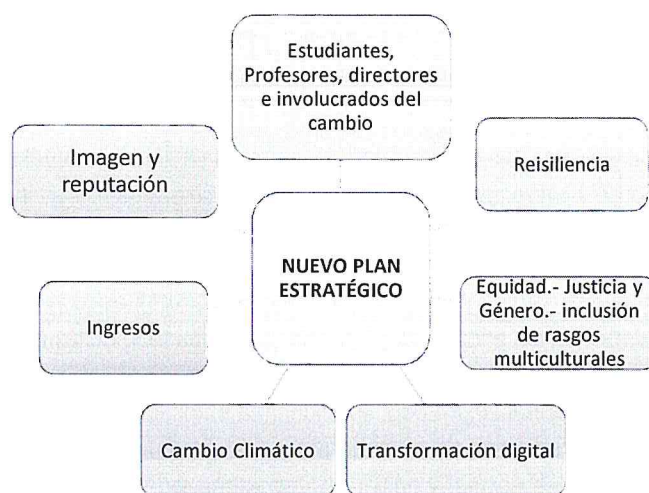 Estudiantes,
Profesores, directores
e involucrados del
cambio
Imagen y
reputación
Reisiliencia
NUEVO PLAN
ESTRATÉGICO
Ingresos
Equidad.- Justicia y
Género.- inclusión
de rasgos
multiculturales
Cambio Climático
Transformación digital